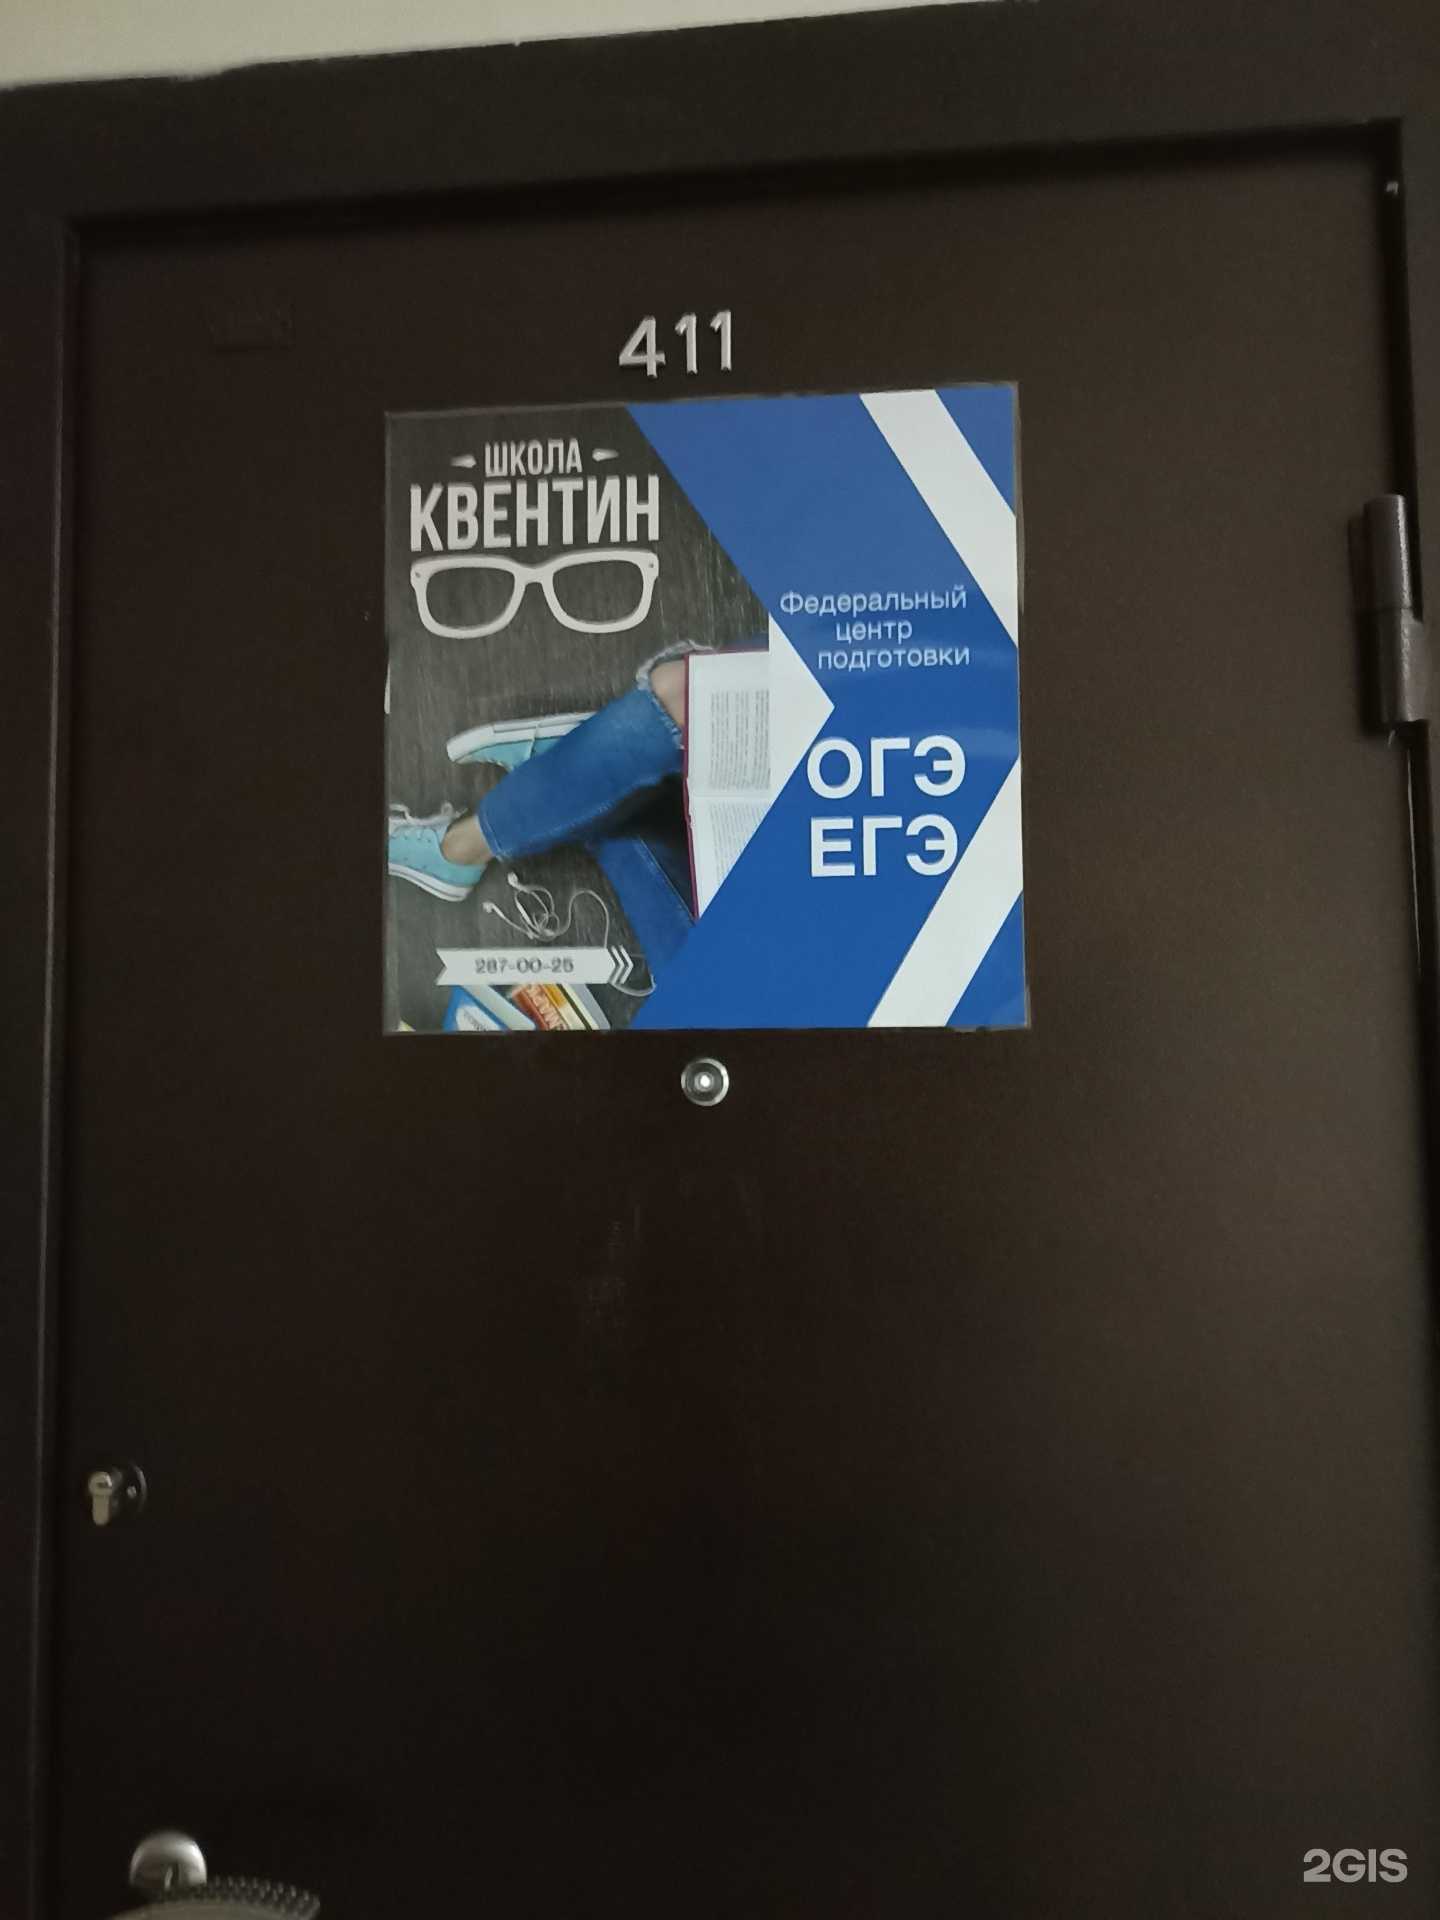 411
ШКОЛА
КВЕНТИН
Федеральный
центр
подготовки
ОГЭ
ЕГЭ
287-00-25
2GIS